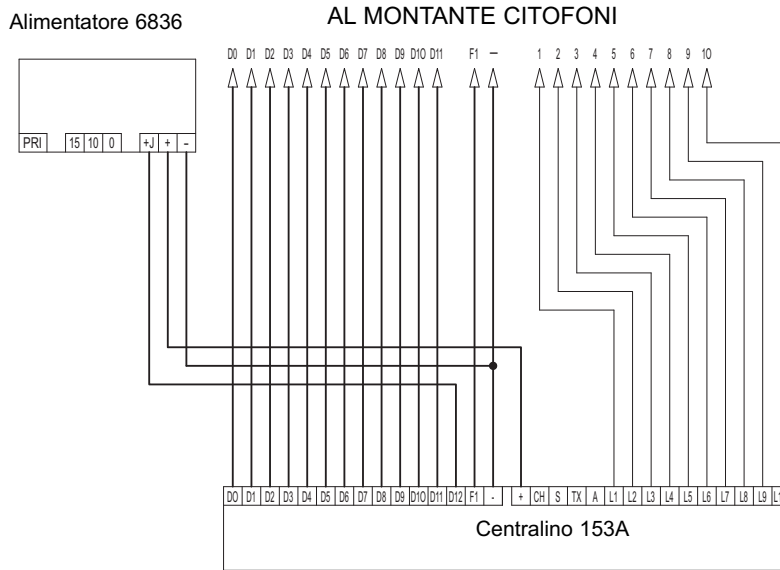 AL MONTANTE CITOFONI
Alimentatore 6836
D0 D1 D2 D3 D4 D5 D6 D7 D8 D9 D10 D11 F1 — 1 2 3 4 5 6 7 8 9 10
PRI 15 10 0 +J + -
D0 D1 D2 D3 D4 D5 D6 D7 D8 D9 D10 D11 D12 F1 - + CH S TX A L1 L2 L3 L4 L5 L6 L7 L8 L9
Centralino 153A